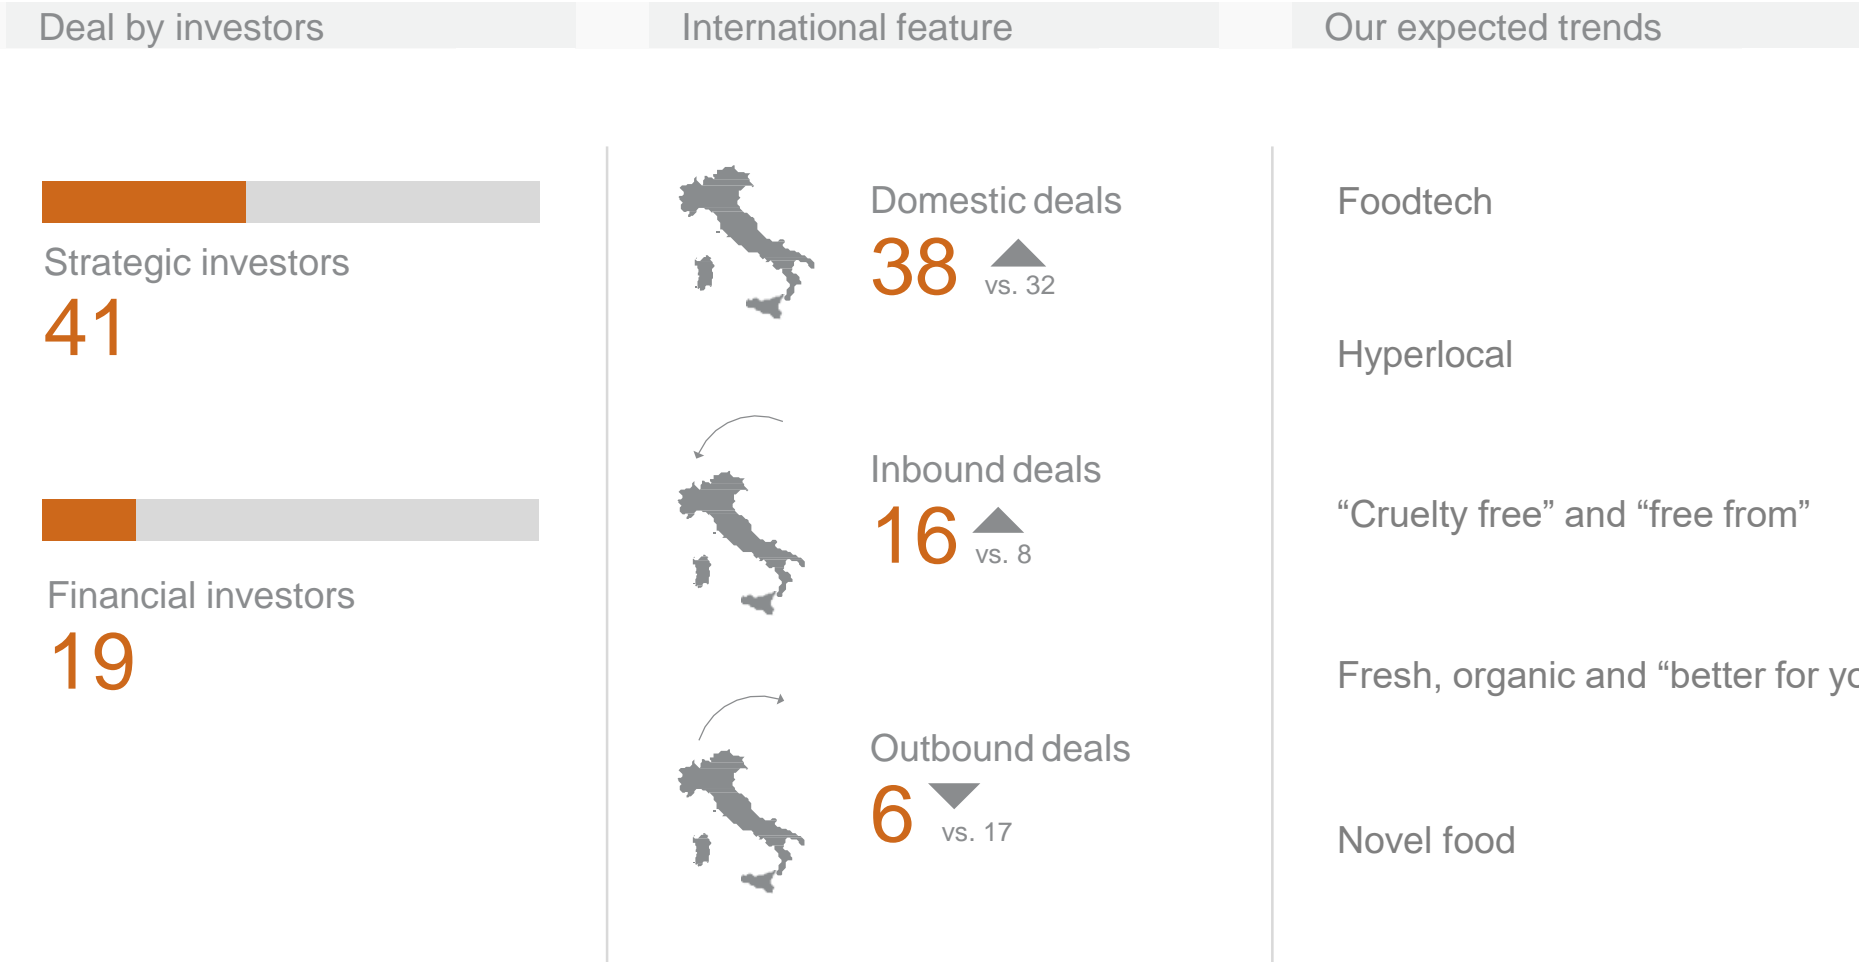 Deal by investors
Strategic investors
41
Financial investors
19
International feature
Domestic deals
38
vs. 32
Inbound deals
16
vs. 8
Outbound deals
6
vs. 17
Our expected trends
Foodtech
Hyperlocal
“Cruelty free” and “free from”
Fresh, organic and “better for
Novel food